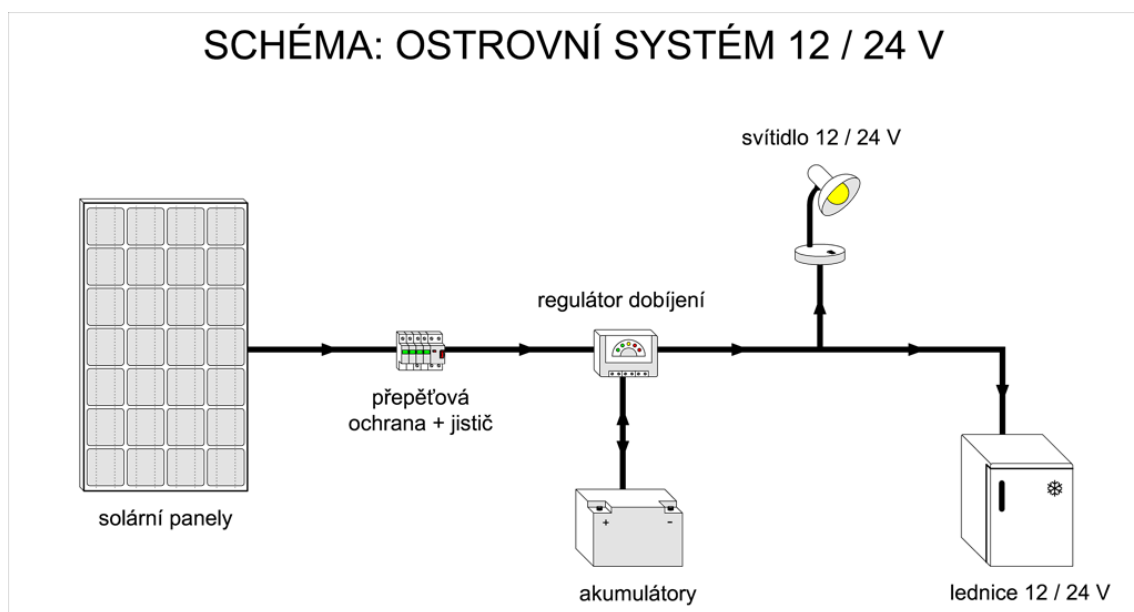 SCHÉMA: OSTROVNÍ SYSTÉM 12 / 24 V
svítidlo 12 / 24 V
regulátor dobíjení
přepěťová
ochrana + jistič
solární panely
+ −
akumulátory
lednice 12 / 24 V